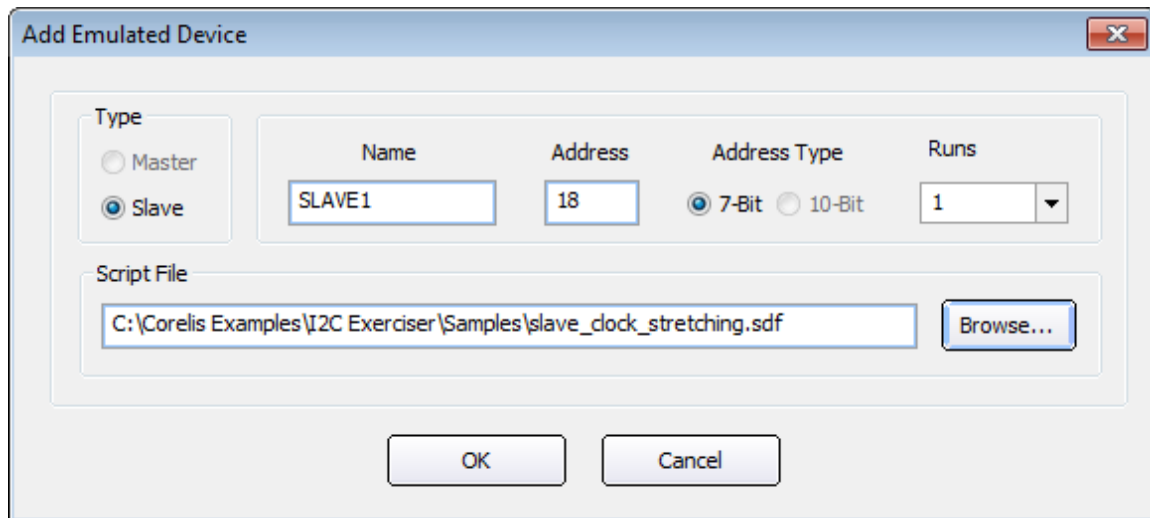 Add Emulated Device
Type
Master
Slave
Name
SLAVE1
Address
18
Address Type
7-Bit
10-Bit
Runs
1
Script File
C:\Corelis Examples\I2C Exerciser\Samples\slave_clock_stretching.sdf
Browse...
OK
Cancel